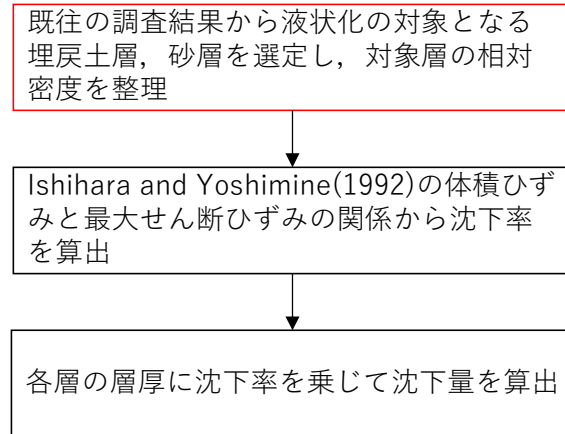 既往の調査結果から液状化の対象となる
埋戻土層，砂層を選定し，対象層の相対
密度を整理
Ishihara and Yoshimine(1992)の体積ひず
みと最大せん断ひずみの関係から沈下率
を算出
各層の層厚に沈下率を乗じて沈下量を算出